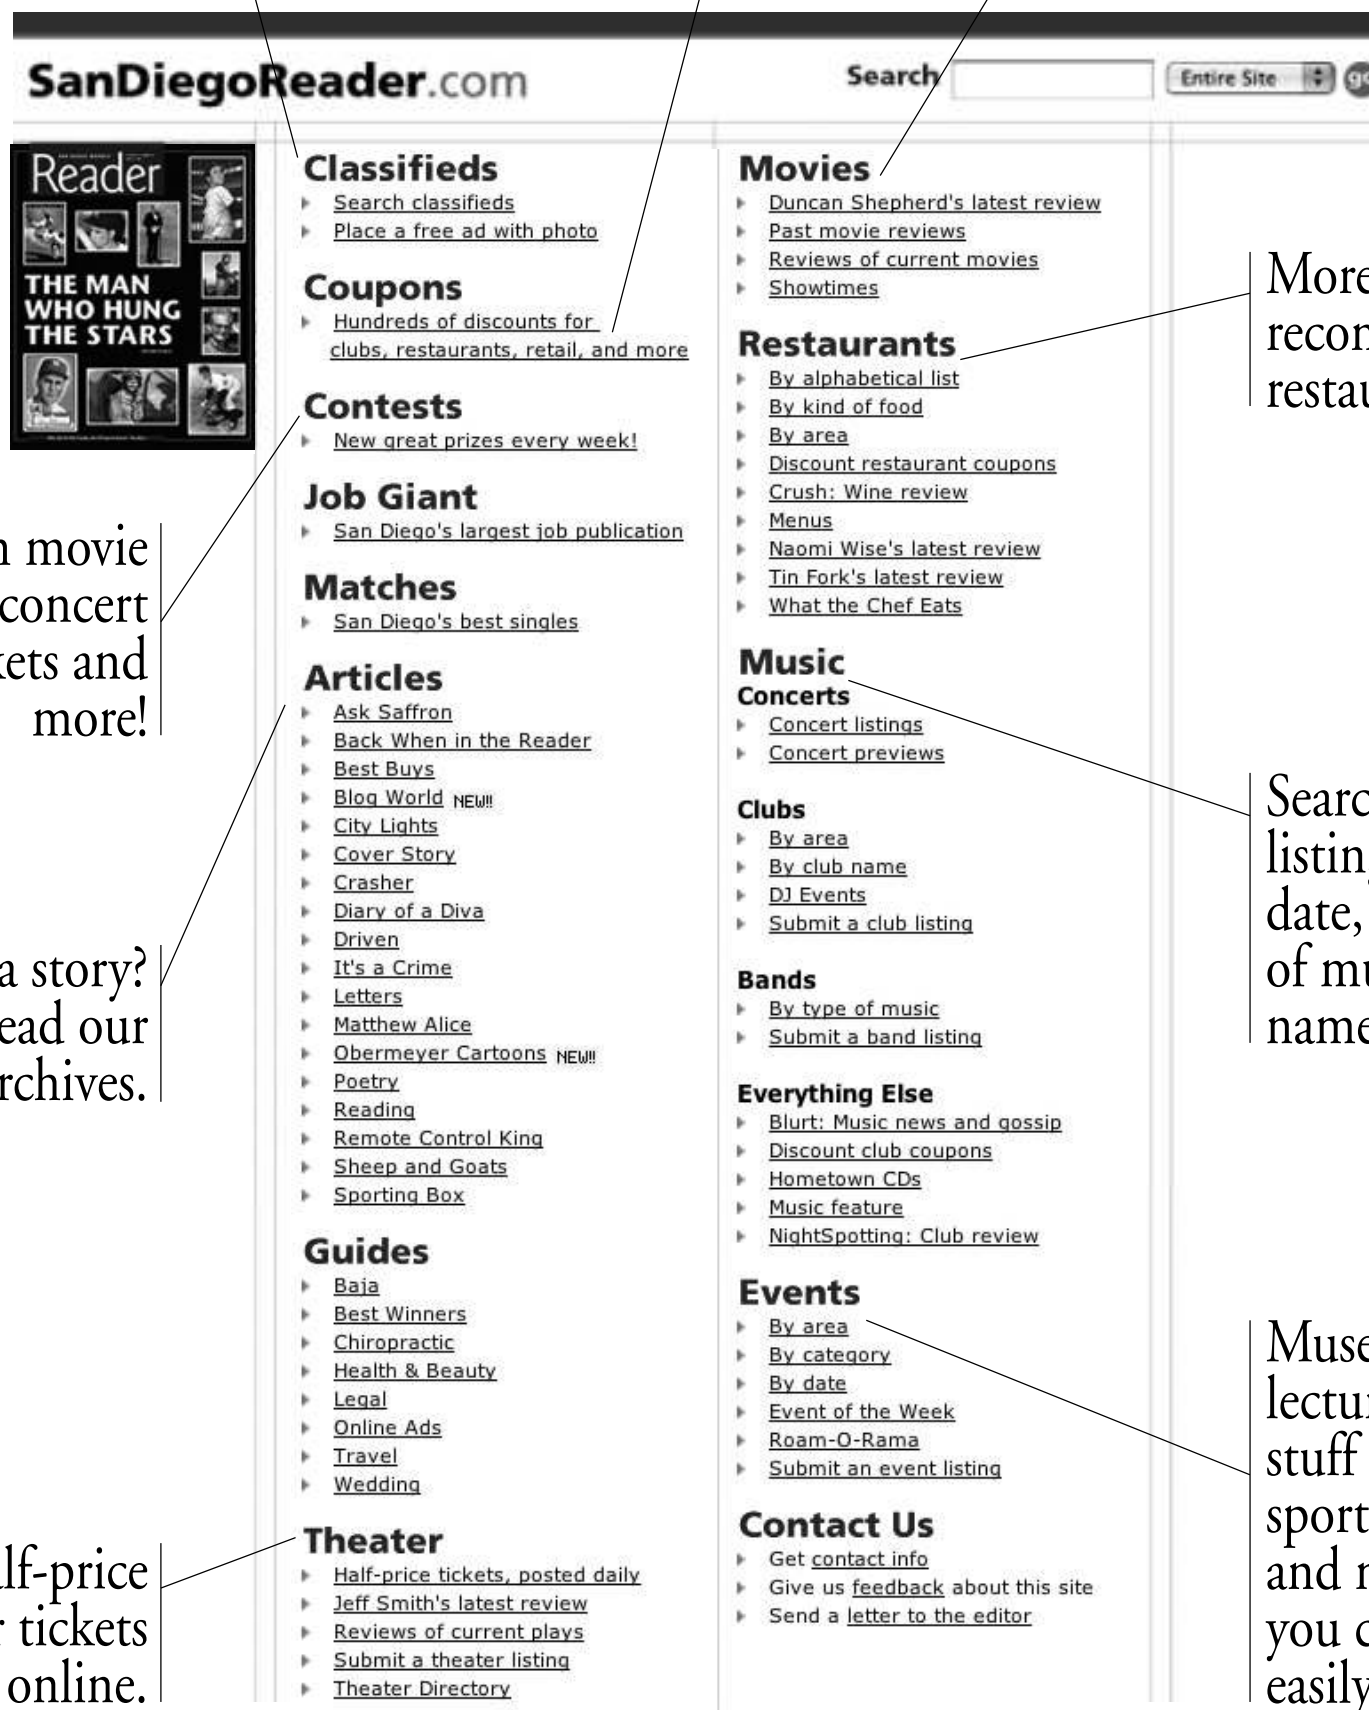 SanDiegoReader.com
Search
Entire Site
Reader
THE MAN
WHO HUNG
THE STARS
movie
concert
and
more!
a story?
our
half-price
tickets
online.
Classifieds
Search classifieds
Place a free ad with photo
Coupons
Hundreds of discounts for
clubs, restaurants, retail, and more
Contests
New great prizes every week!
Job Giant
San Diego's largest job publication
Matches
San Diego's best singles
Articles
Ask Saffron
Back When in the Reader
Best Buys
Blog World NEW!!
City Lights
Cover Story
Crasher
Diary of a Diva
Driven
It's a Crime
Letters
Matthew Alice
Obermeyer Cartoons NEW!!
Poetry
Reading
Remote Control King
Sheep and Goats
Sporting Box
Guides
Baja
Best Winners
Chiropractic
Health & Beauty
Legal
Online Ads
Travel
Wedding
Theater
Half-price tickets, posted daily
Jeff Smith's latest review
Reviews of current plays
Submit a theater listing
Theater Directory
Movies
Duncan Shepherd's latest review
Past movie reviews
Reviews of current movies
Showtimes
Restaurants
By alphabetical list
By kind of food
By area
Discount restaurant coupons
Crush: Wine review
Menus
Naomi Wise's latest review
Tin Fork's latest review
What the Chef Eats
Music
Concerts
Concert listings
Concert previews
Clubs
By area
By club name
DJ Events
Submit a club listing
Bands
By type of music
Submit a band listing
Everything Else
Blurt: Music news and gossip
Discount club coupons
Hometown CDs
Music feature
NightSpotting: Club review
Events
By area
By category
By date
Event of the Week
Roam-O-Rama
Submit an event listing
Contact Us
Get contact info
Give us feedback about this site
Send a letter to the editor
More
date,
of
stuff
and
you